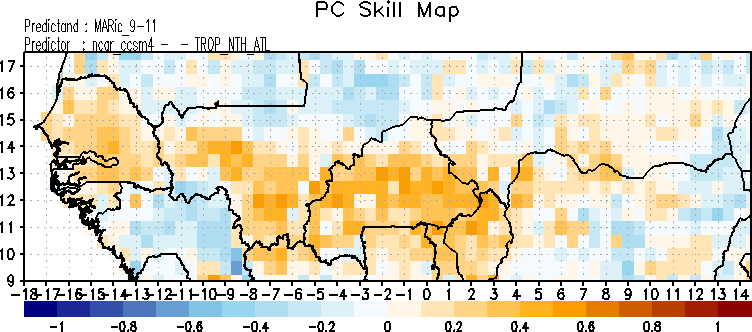 PC Skill Map
Predictand : MARic_9-11
Predictor : ncar_ccsm4 - - TROP_NTH_ATL
17
16
15
14
13
12
11
10
9
-18-17-16-15-14-13-12-11-10-9 -8 -7 -6 -5 -4 -3 -2 -1 0 1 2 3 4 5 6 7 8 9 10 11 12 13 14
-1 -0.8 -0.6 -0.4 -0.2 0 0.2 0.4 0.6 0.8 1